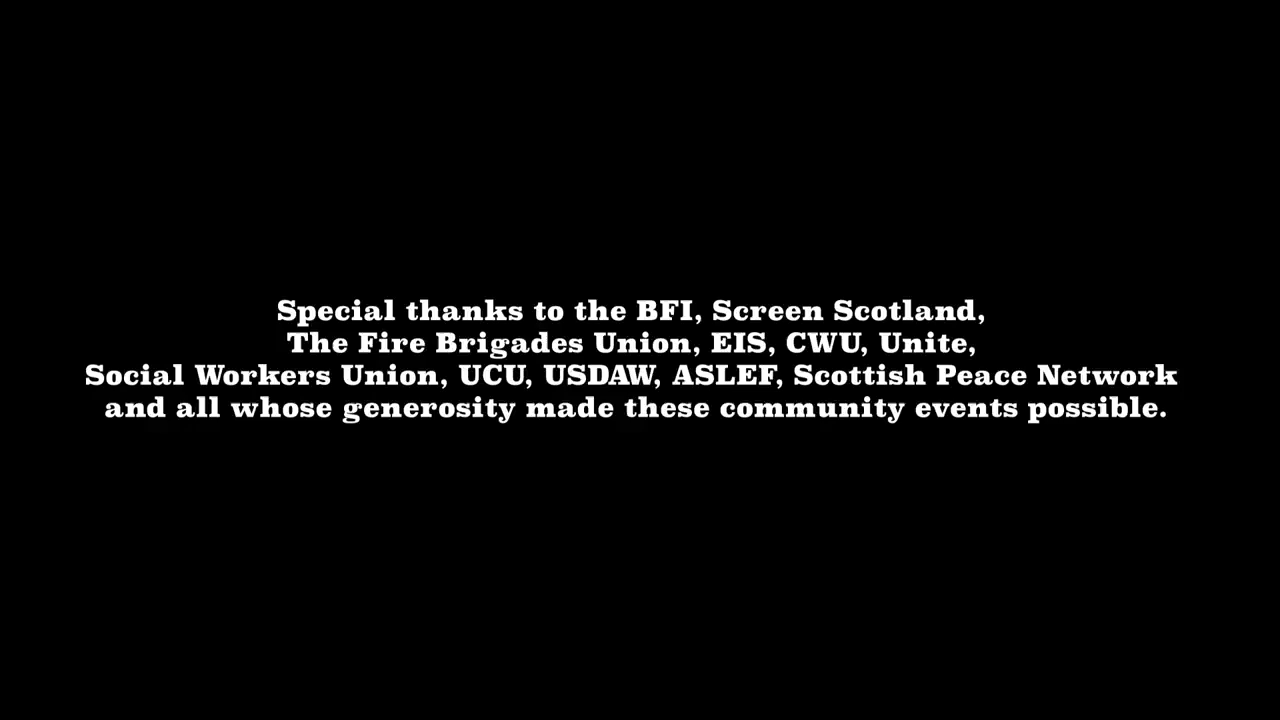 Special thanks to the BFI, Screen Scotland,
The Fire Brigades Union, EIS, CWU, Unite,
Social Workers Union, UCU, USDAW, ASLEF, Scottish Peace Network
and all whose generosity made these community events possible.